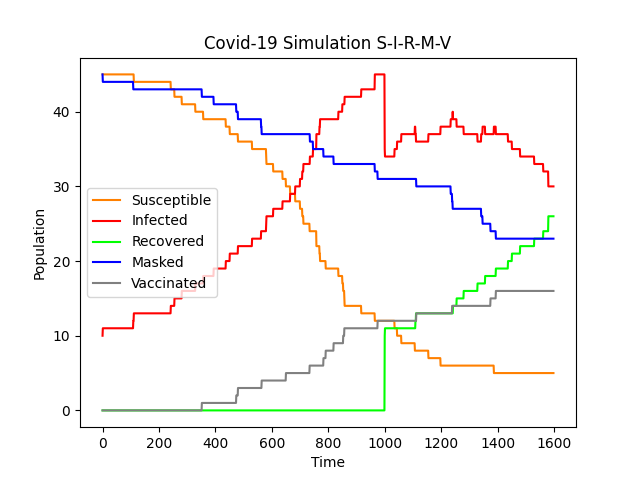 Covid-19 Simulation S-I-R-M-V
Population
40
30
20
10
0
Susceptible
Infected
Recovered
Masked
Vaccinated
0 200 400 600 800 1000 1200 1400 1600
Time